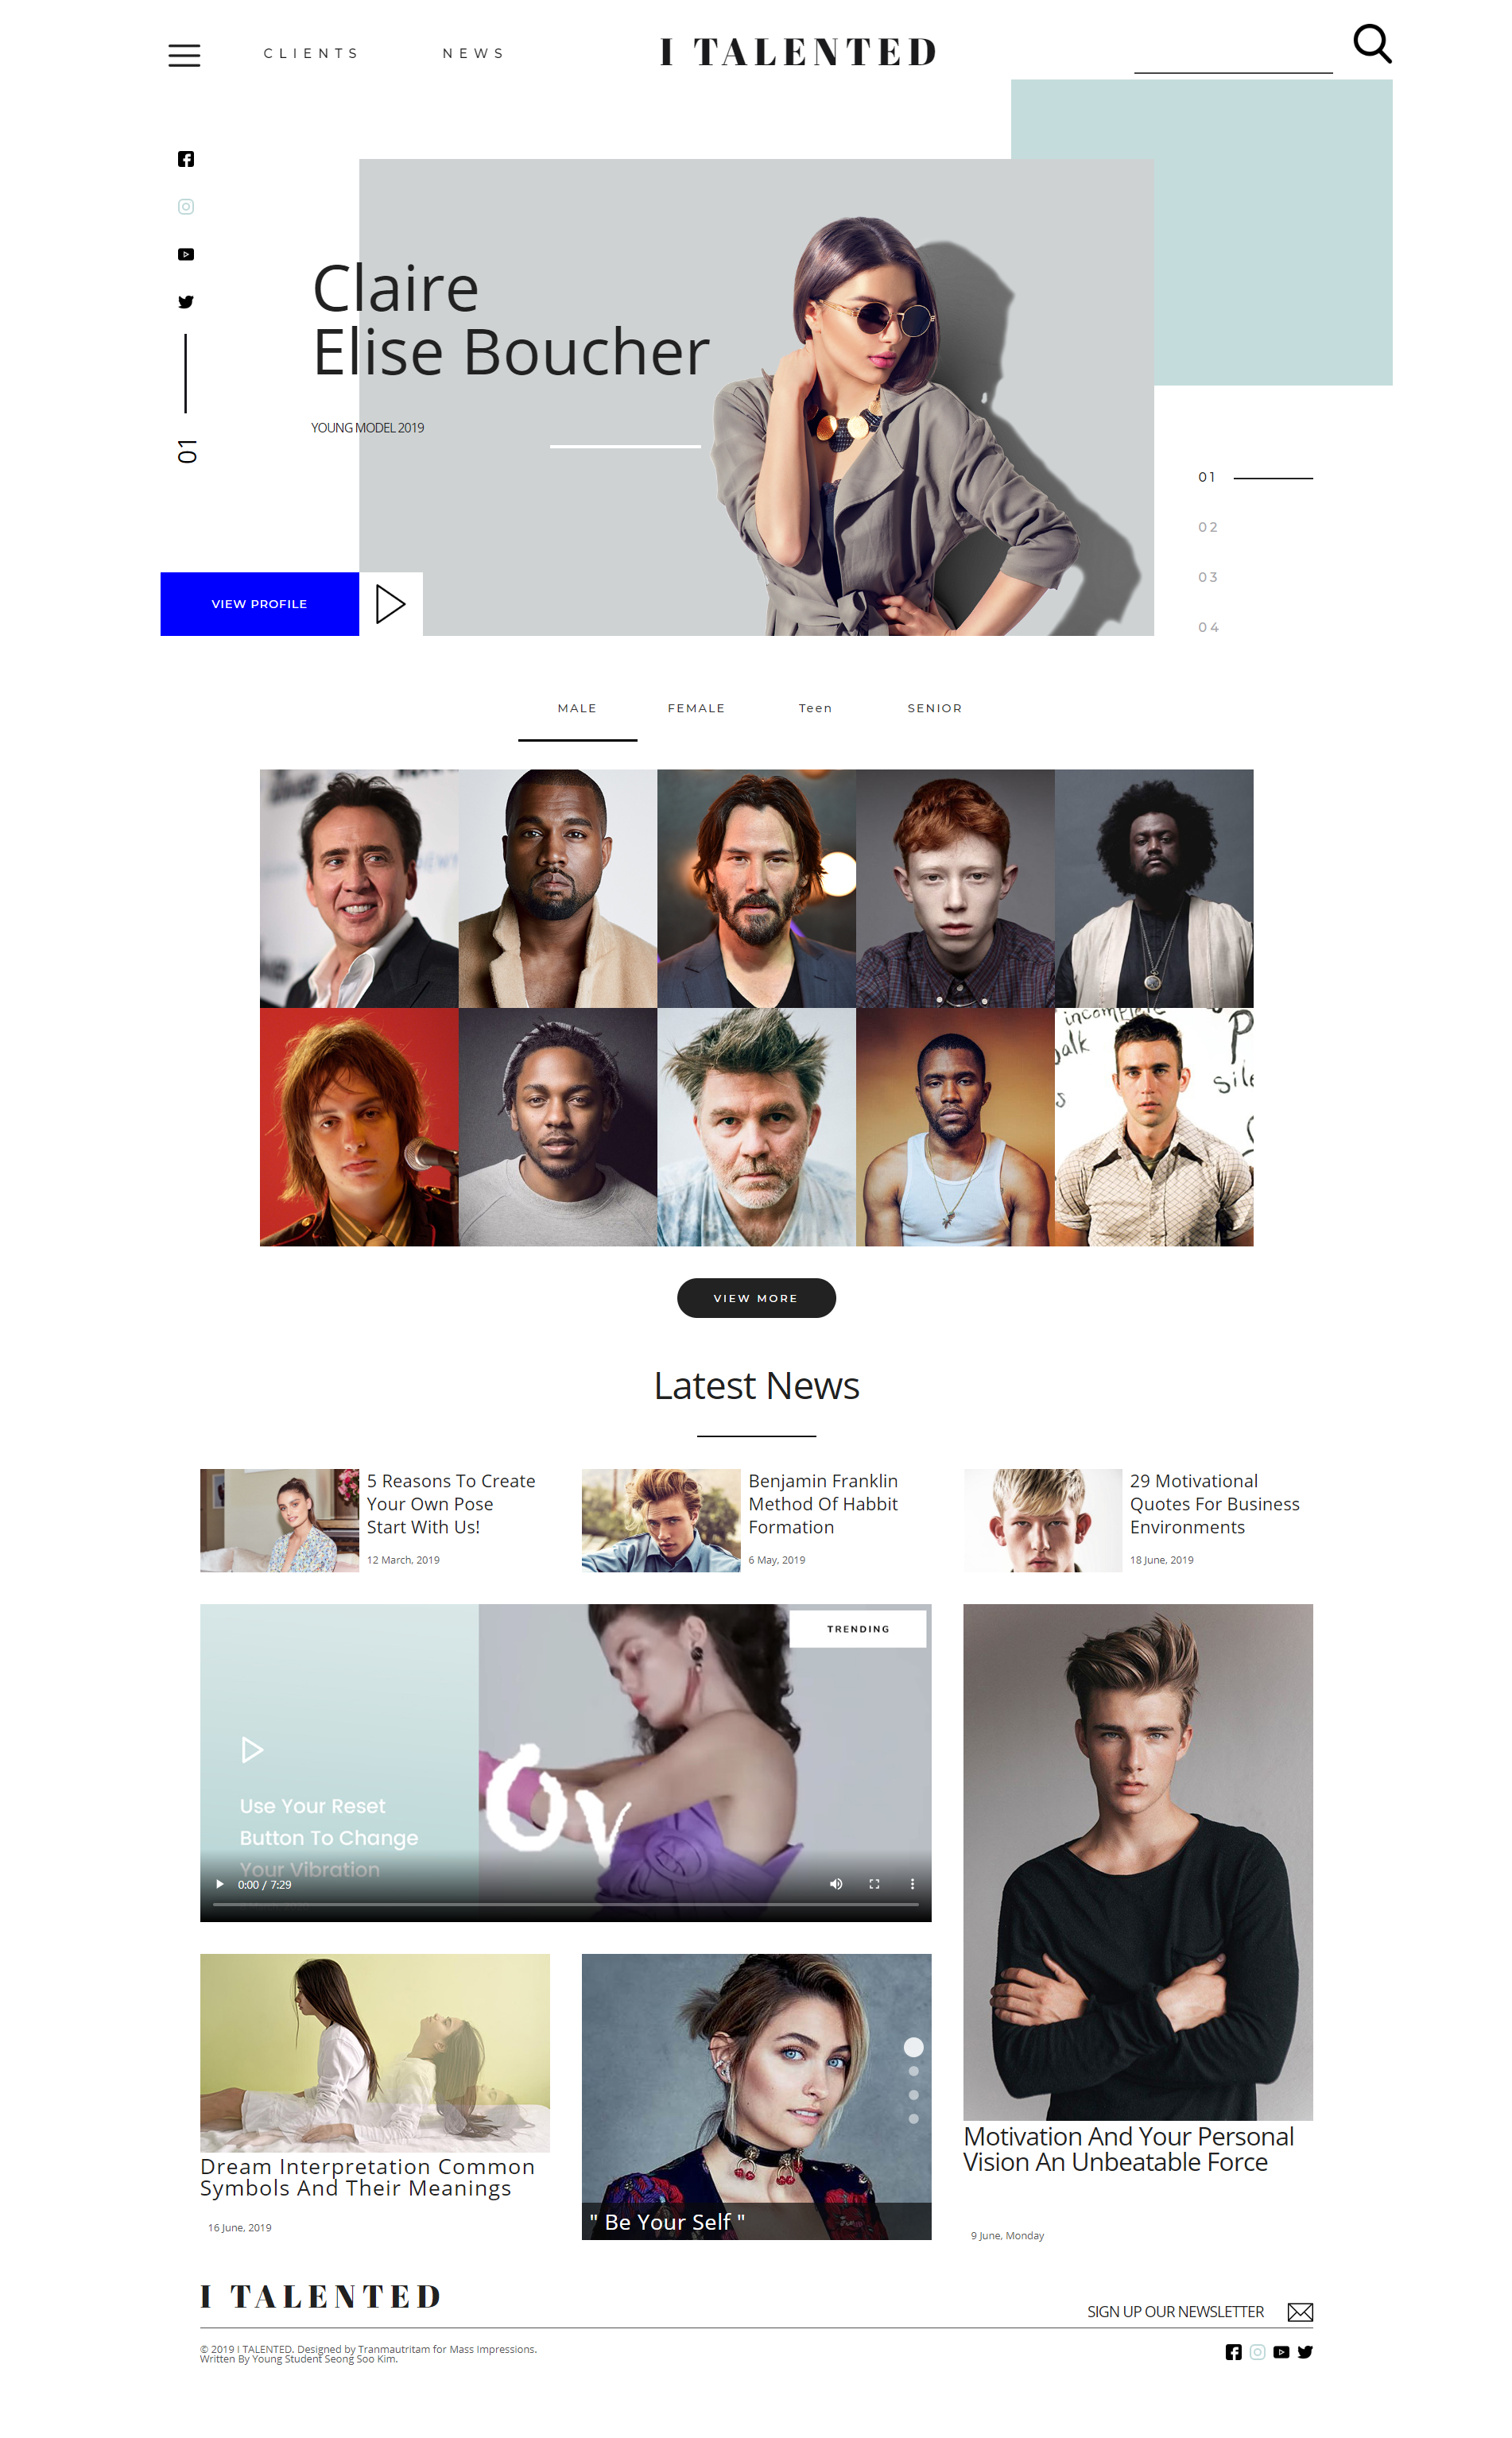 CLIENTS
NEWS
I TALENTED
Claire
Elise Boucher
YOUNG MODEL 2019
01
01
02
03
04
VIEW PROFILE
MALE
FEMALE
Teen
SENIOR
incomplete
alk
P
sile
VIEW MORE
Latest News
5 Reasons To Create
Your Own Pose
Start With Us!
12 March, 2019
Benjamin Franklin
Method Of Habbit
Formation
6 May, 2019
29 Motivational
Quotes For Business
Environments
18 June, 2019
TRENDING
Use Your Reset
Button To Change
Your Vibration
Ov
0:00 / 7:29
Dream Interpretation Common
Symbols And Their Meanings
16 June, 2019
" Be Your Self "
Motivation And Your Personal
Vision An Unbeatable Force
9 June, Monday
I TALENTED
SIGN UP OUR NEWSLETTER
© 2019 I TALENTED. Designed by Tranmautritam for Mass Impressions.
Written By Young Student Seong Soo Kim.